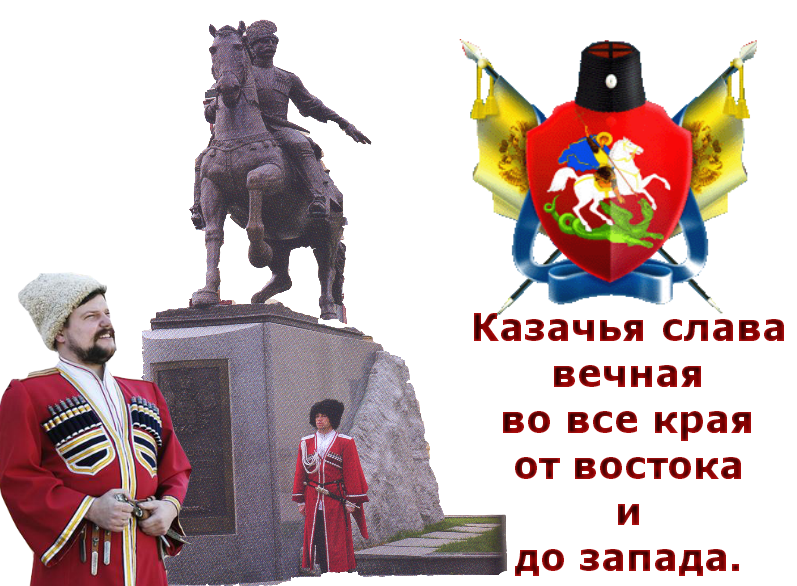 Казачья слава
вечная
во все края
от востока
и
до запада.